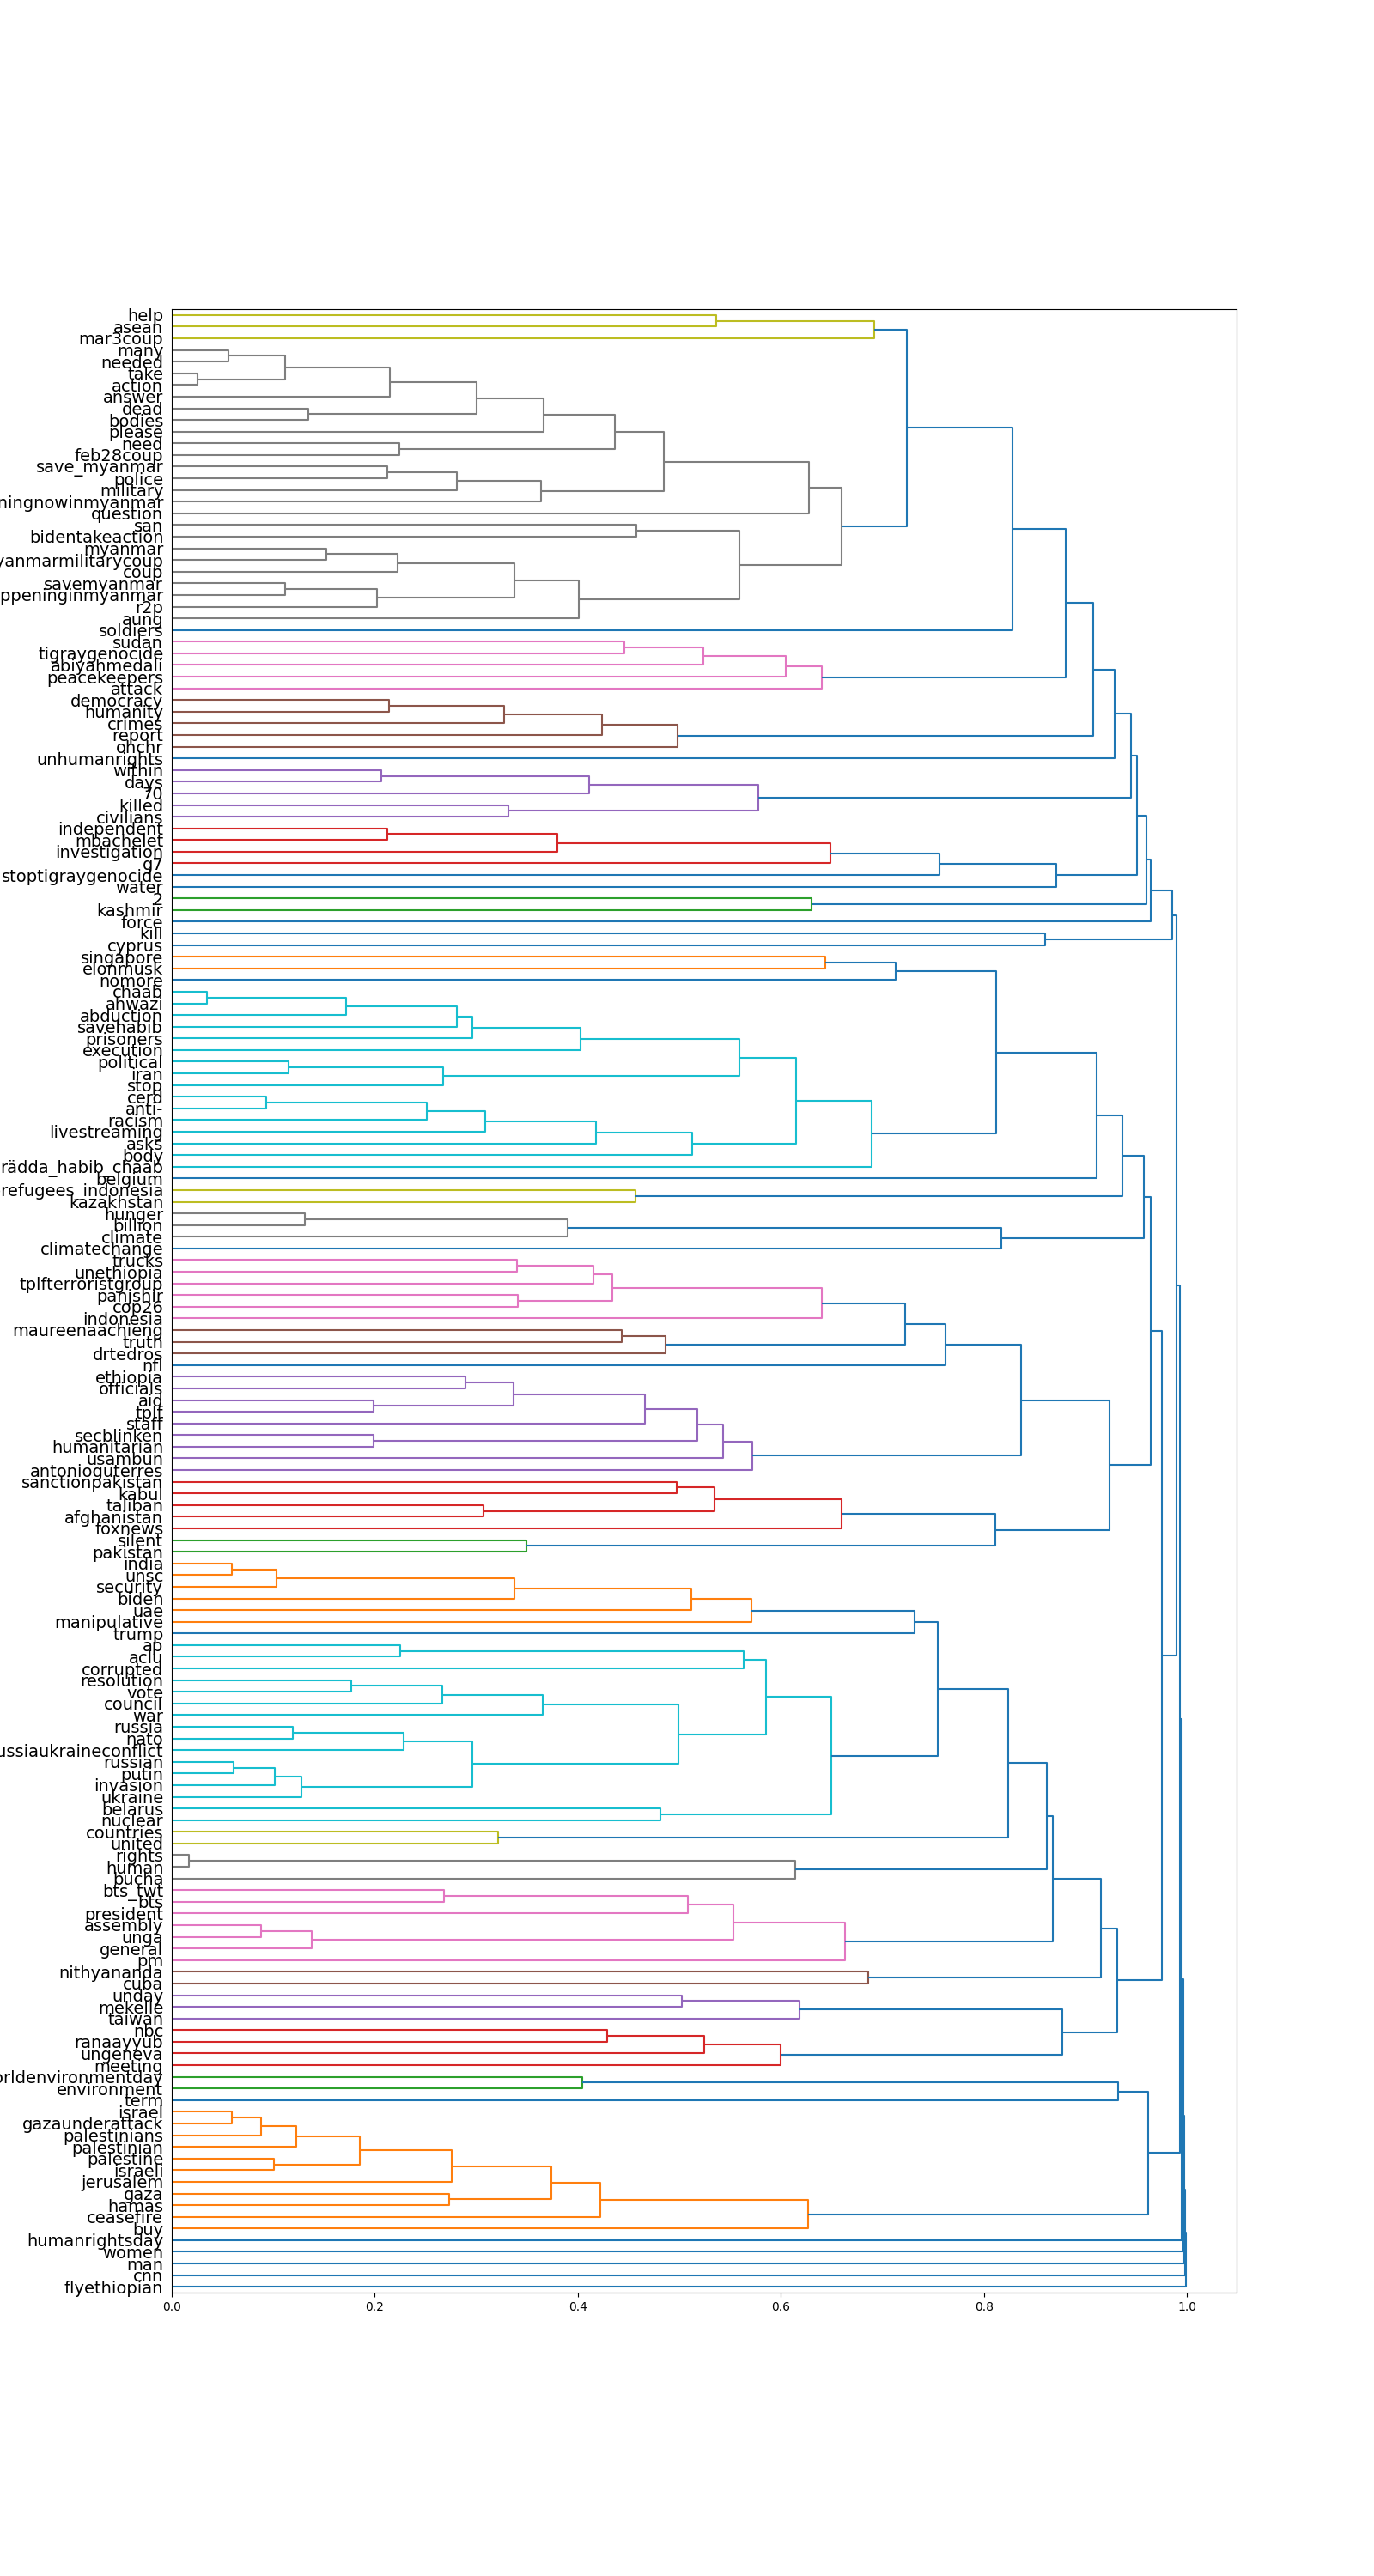 help
asean
mar3coup
many
needed
take
action
answer
dead
bodies
please
need
feb28coup
save_myanmar
police
military
ningnowinmyanmar
question
san
bidentakeaction
myanmar
yanmarmilitarycoup
coup
savemyanmar
ppeninginmyanmar
r2p
aung
soldiers
sudan
tigraygenocide
abiyahmedali
peacekeepers
attack
democracy
humanity
crimes
report
ohchr
unhumanrights
within
days
70
killed
civilians
independent
mbachelet
investigation
g7
stoptigraygenocide
water
2
kashmir
force
kill
cyprus
singapore
elonmusk
nomore
chaab
ahwazi
abduction
savehabib
prisoners
execution
political
iran
stop
cerd
anti-
racism
livestreaming
asks
body
rädda_habib_chaab
belgium
refugees_indonesia
kazakhstan
hunger
billion
climate
climatechange
trucks
unethiopia
tplfterroristgroup
panjshir
cop26
indonesia
maureenaachieng
truth
drtedros
nfl
ethiopia
officials
aid
tplf
staff
secblinken
humanitarian
usambun
antonioguterres
sanctionpakistan
kabul
taliban
afghanistan
foxnews
silent
pakistan
india
unsc
security
biden
uae
manipulative
trump
ap
aclu
corrupted
resolution
vote
council
war
russia
nato
ussiaukraineconflict
russian
putin
invasion
ukraine
belarus
nuclear
countries
united
rights
human
bucha
bts_twt
_bts
president
assembly
unga
general
pm
nithyananda
cuba
unday
mekelle
taiwan
nbc
ranaayyub
ungeneva
meeting
orldenvironmentday
environment
term
israel
gazaunderattack
palestinians
palestinian
palestine
israeli
jerusalem
gaza
hamas
ceasefire
buy
humanrightsday
women
man
cnn
flyethiopian
0.0 0.2 0.4 0.6 0.8 1.0